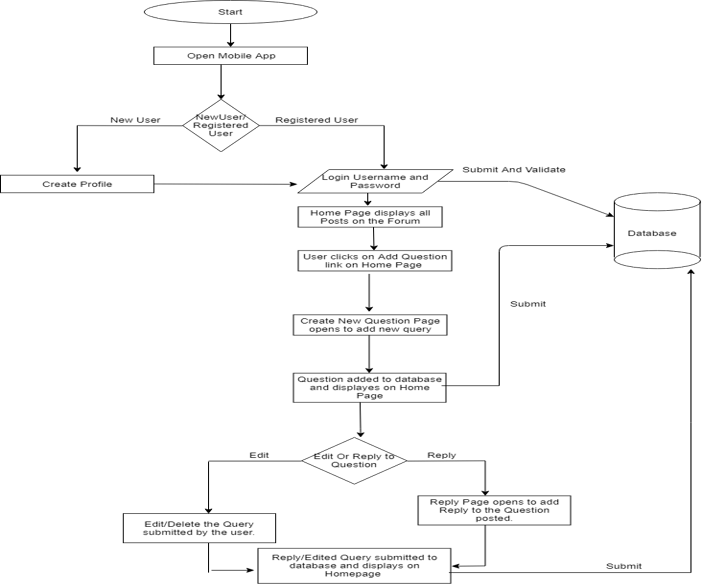 Start
Open Mobile App
NewUser/
Registered
User
New User
Registered User
Create Profile
Login Username and
Password
Submit And Validate
Home Page displays all
Posts on the Forum
Database
User clicks on Add Question
link on Home Page
Submit
Create New Question Page
opens to add new query
Question added to database
and displayes on Home
Page
Edit Or Reply to
Question
Edit
Reply
Reply Page opens to add
Reply to the Question
posted.
Edit/Delete the Query
submitted by the user.
Reply/Edited Query submitted to
database and displays on
Homepage
Submit